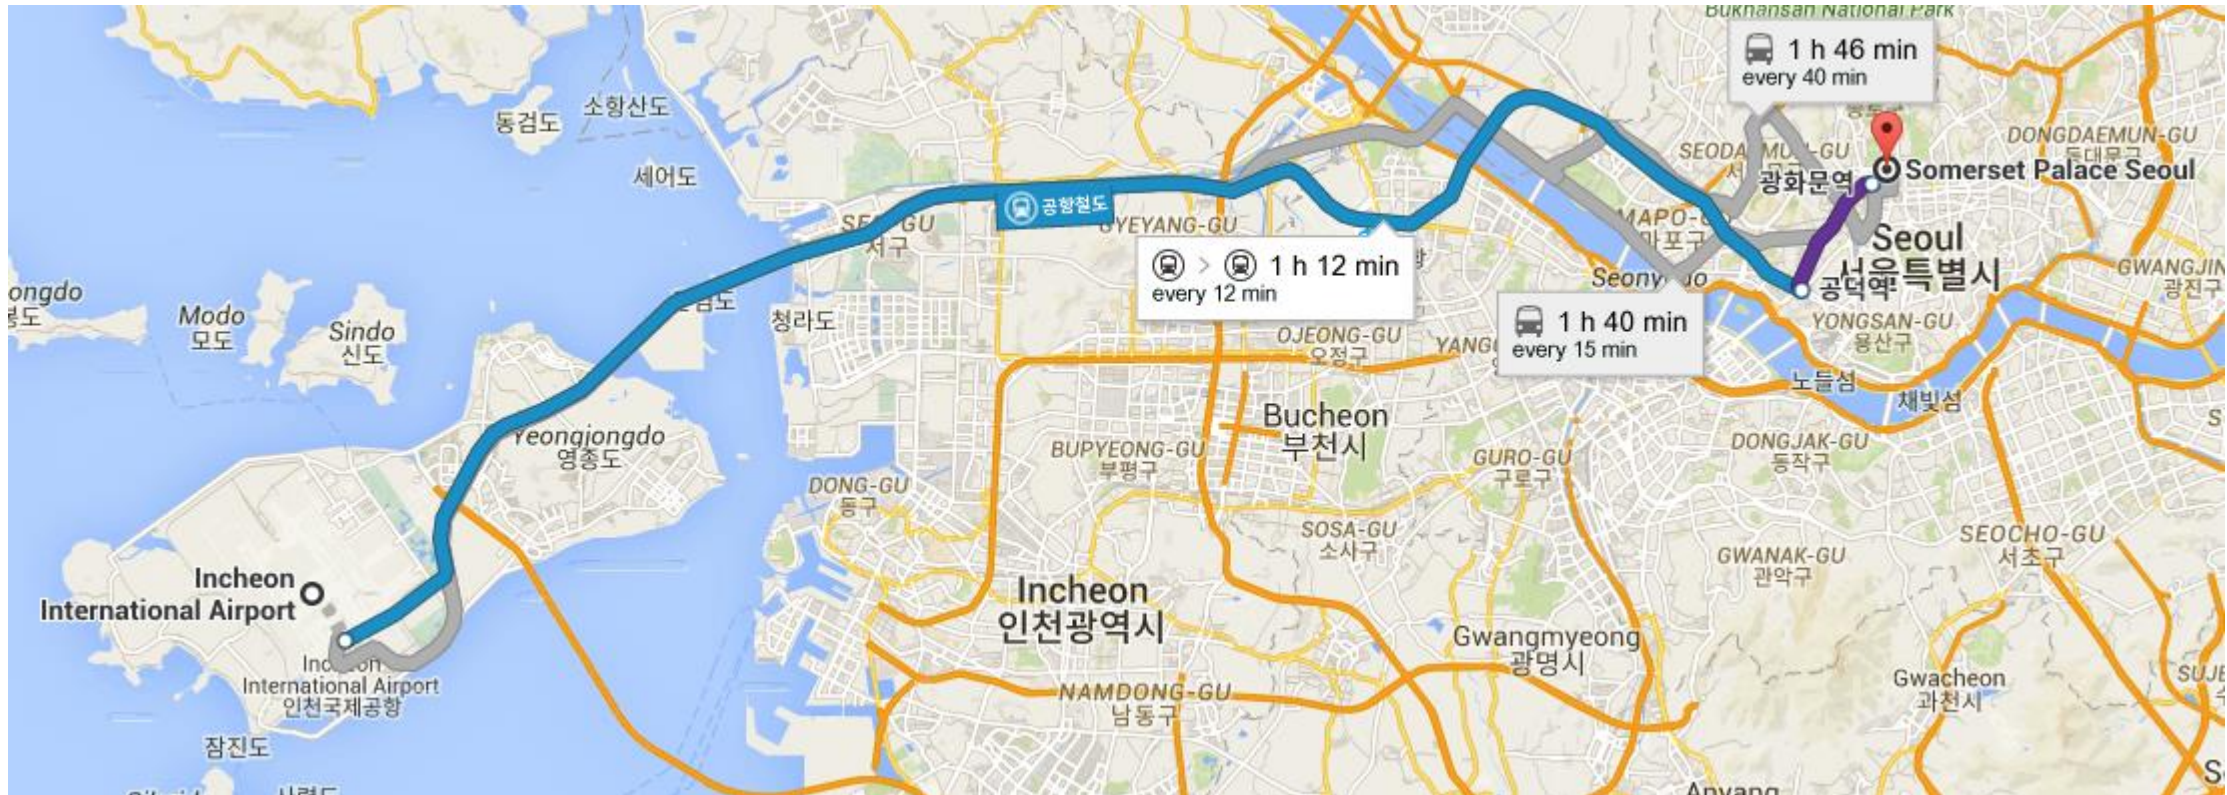 Bukhansan National Park
1 h 46 min
every 40 min
소항산도
동검도
세어도
DONGDAEMUN-GU
동대문구
Somerset Palace Seoul
광화문역
공항철도
서구
GYEYANG-GU
Seoul
서울특별시
마포구
1 h 12 min
every 12 min
GWANGJIN
광진구
공덕역
Modo
모도
Sindo
신도
청라도
1 h 40 min
every 15 min
YONGSAN-GU
용산구
OJEONG-GU
오정구
노들섬
채빛섬
Bucheon
부천시
Yeongjongdo
영종도
BUPYEONG-GU
부평구
DONGJAK-GU
동작구
GURO-GU
구로구
DONG-GU
동구
SOSA-GU
소사구
SEOCHO-GU
서초구
GWANAK-GU
관악구
Incheon
International Airport
Incheon
인천광역시
Gwangmyeong
광명시
International Airport
인천국제공항
Gwacheon
과천시
NAMDONG-GU
남동구
잠진도
Anyang